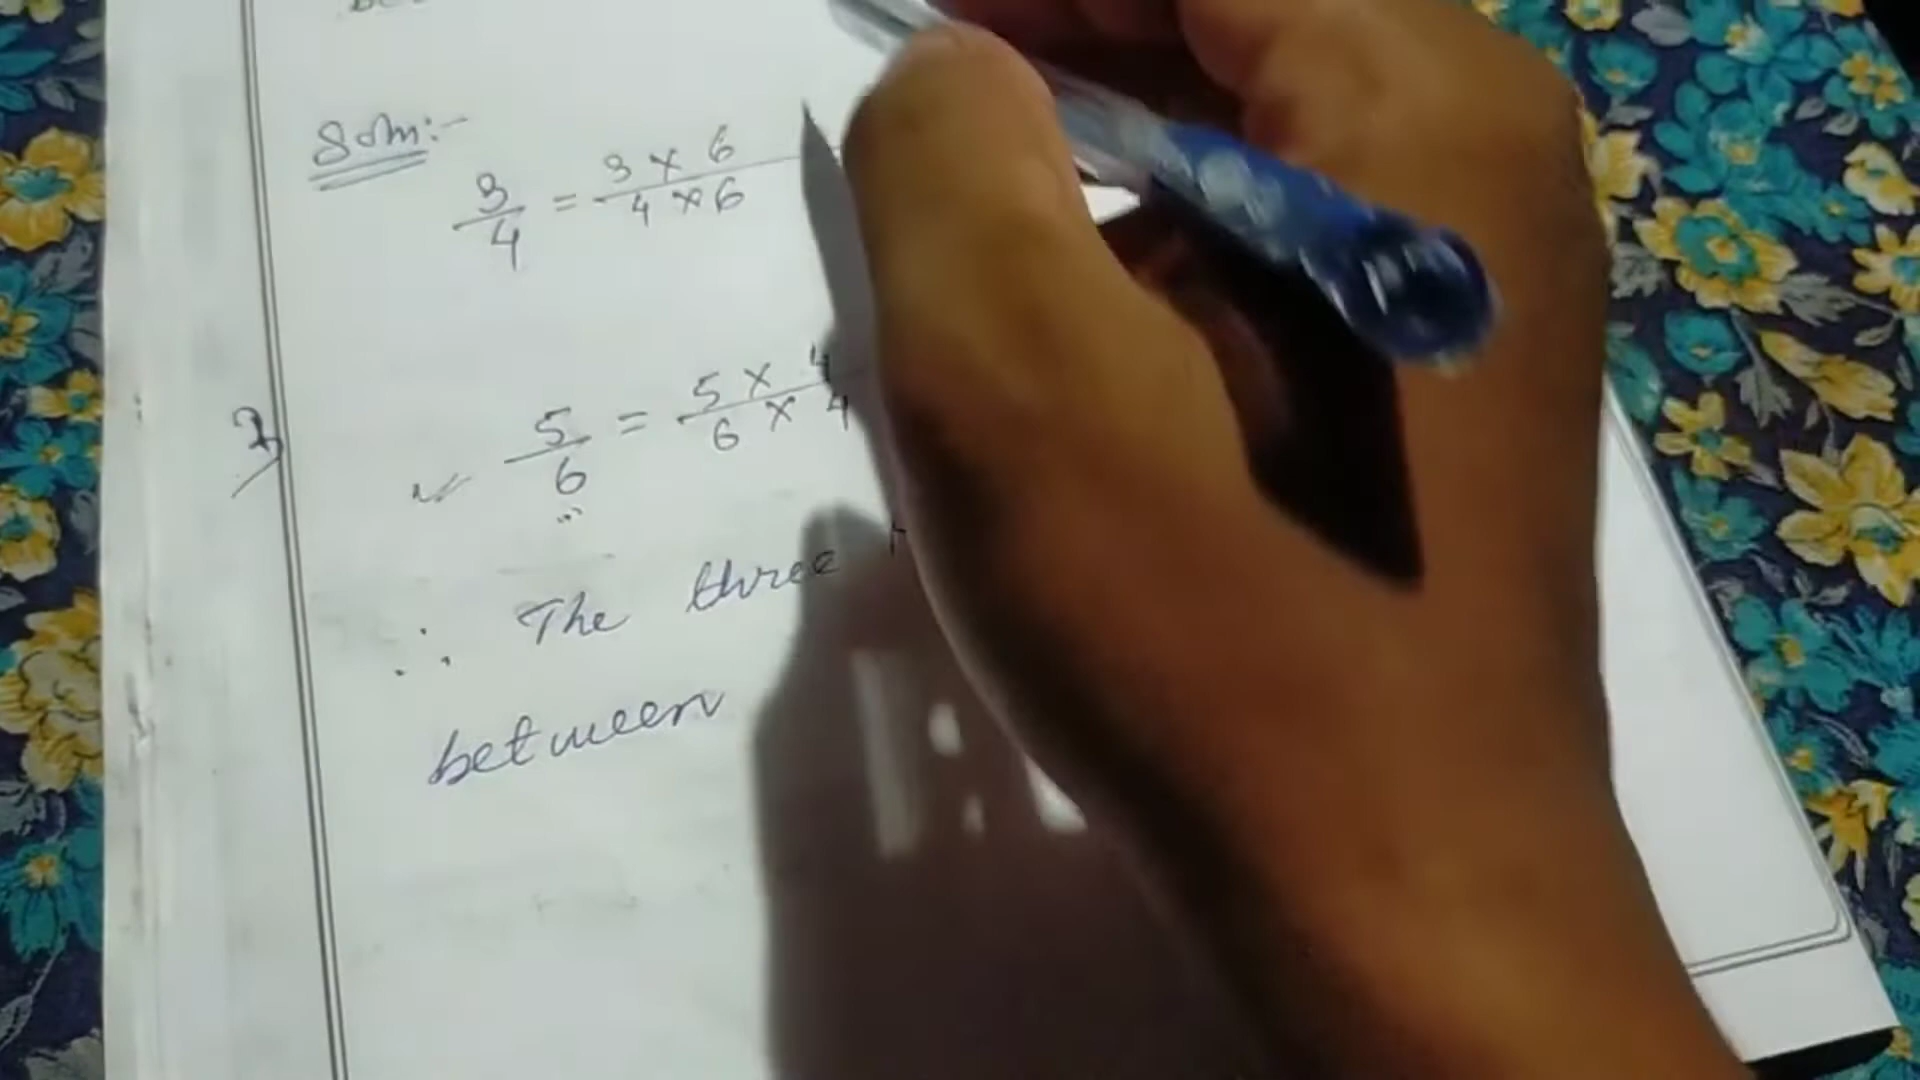 Soln:-
3/4 = 3 × 6 / 4 × 6
5/6 = 5 × 4 / 6 × 4
∴ The three
between